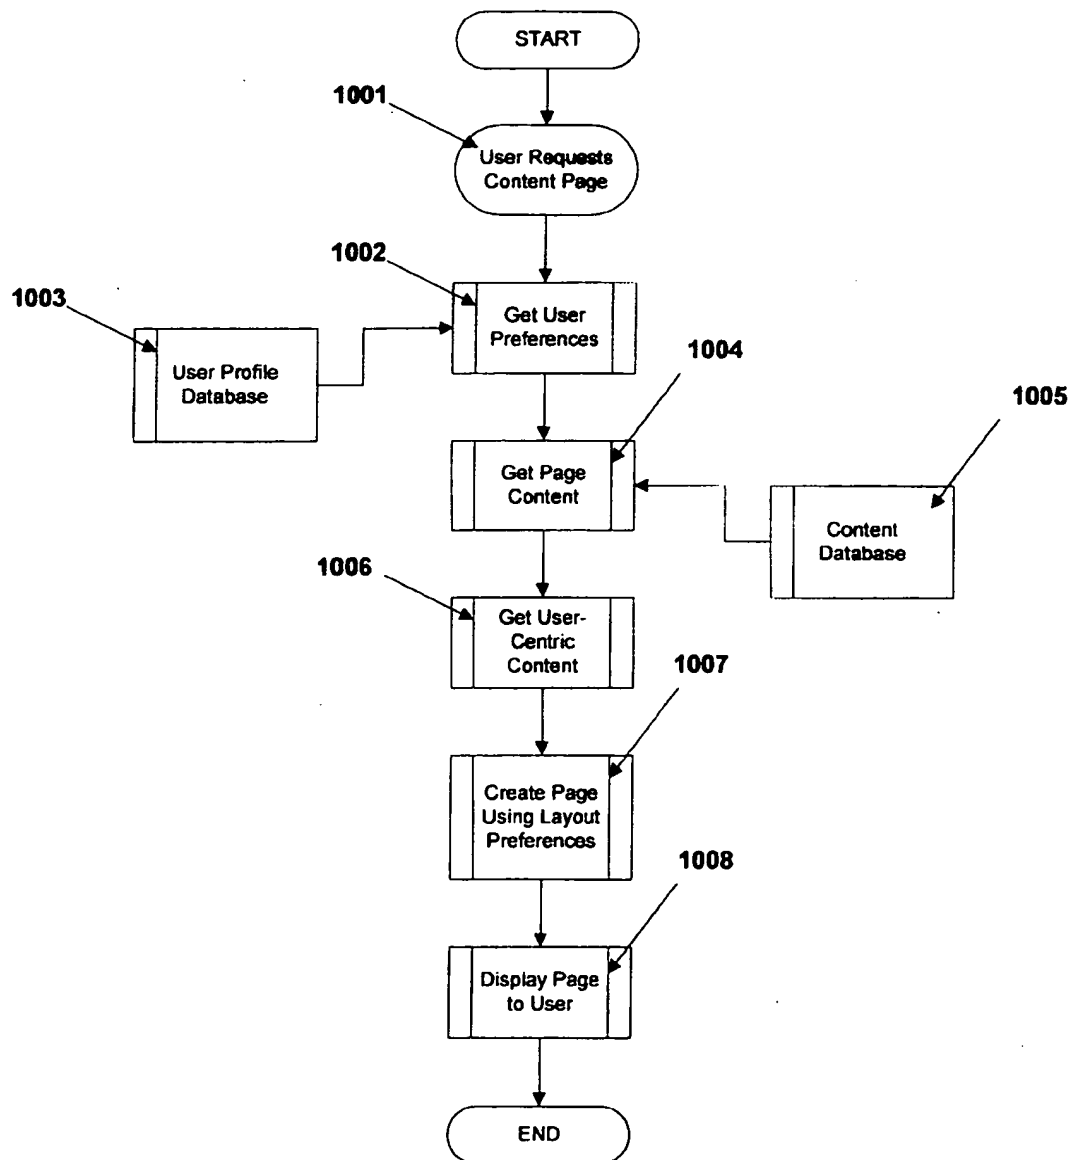 START
1001
User Requests
Content Page
1002
Get User
Preferences
1003
User Profile
Database
1004
Get Page
Content
1005
Content
Database
1006
Get User-
Centric
Content
1007
Create Page
Using Layout
Preferences
1008
Display Page
to User
END